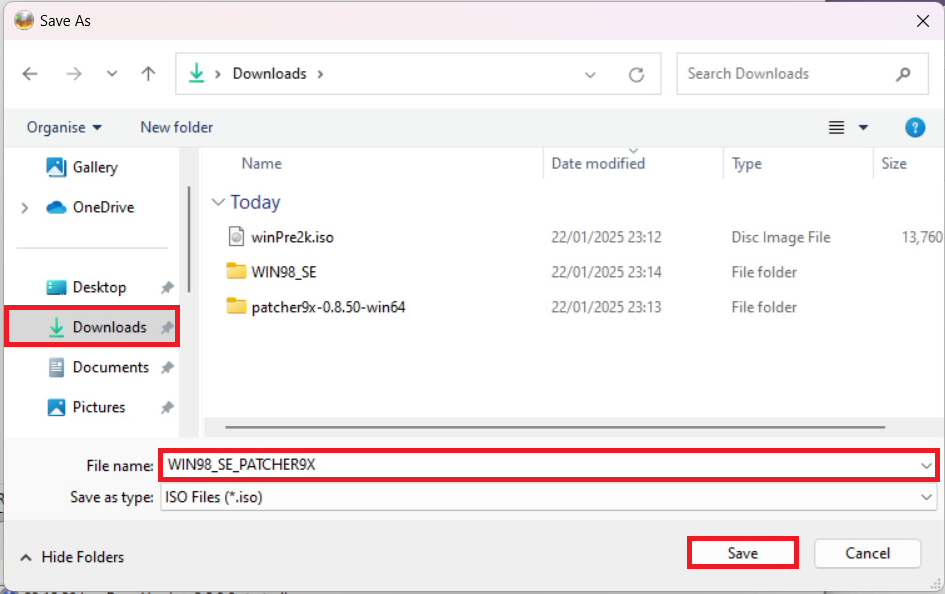 Save As
Downloads
Search Downloads
Organise New folder
Name Date modified Type Size
Gallery
OneDrive
Desktop
Downloads
Documents
Pictures
Today
winPre2k.iso 22/01/2025 23:12 Disc Image File 13,760
WIN98_SE 22/01/2025 23:14 File folder
patcher9x-0.8.50-win64 22/01/2025 23:13 File folder
File name: WIN98_SE_PATCHER9X
Save as type: ISO Files (*.iso)
Hide Folders Save Cancel